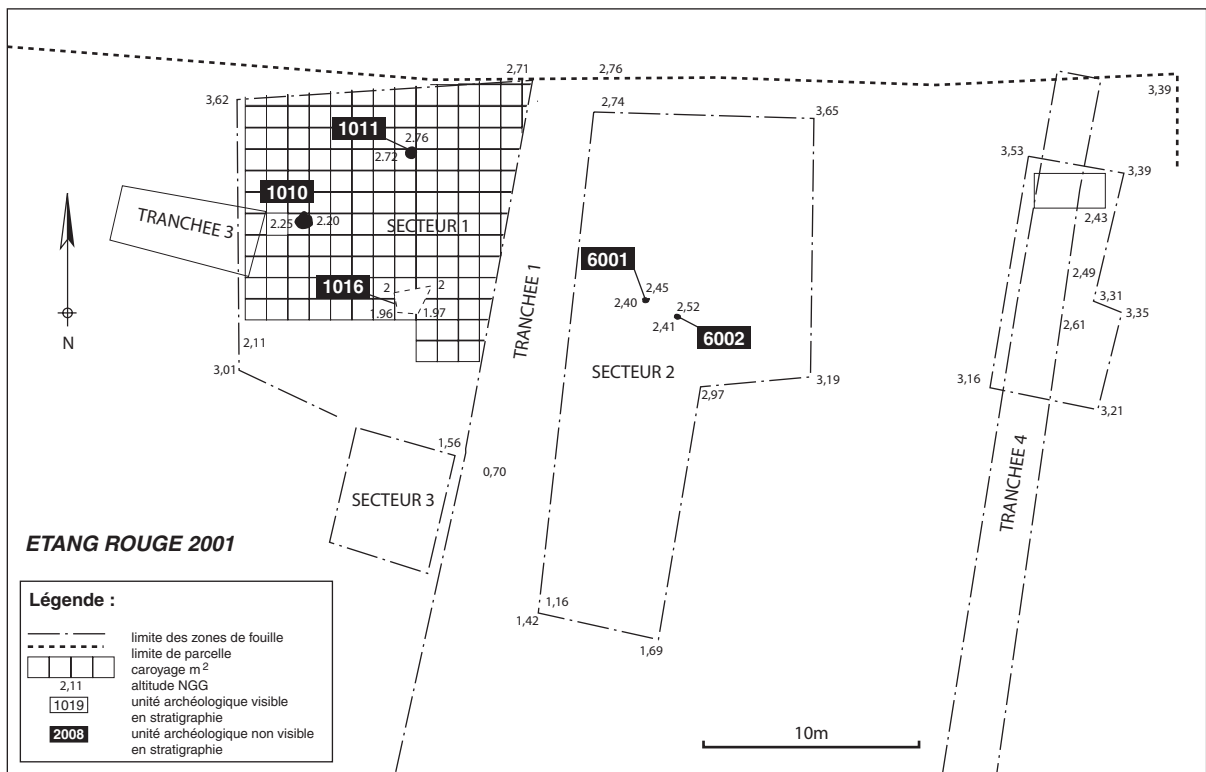 2,71
2,76
3,39
3,62
2,74
3,65
1011
2.76
2.72
3,53
3,39
1010
2.25
2.20
TRANCHEE 3
SECTEUR 1
2,43
6001
2,45
2,40
2,49
1016
2
2
1.96
1.97
2,52
2,41
6002
3,31
3,35
2,61
N
2,11
3,01
TRANCHEE 1
SECTEUR 2
3,19
2,97
3,16
3,21
1,56
0,70
SECTEUR 3
TRANCHEE 4
ETANG ROUGE 2001
1,16
1,42
1,69
10m
Légende :
limite des zones de fouille
limite de parcelle
caroyage m²
2,11
altitude NGG
1019
unité archéologique visible
en stratigraphie
2008
unité archéologique non visible
en stratigraphie